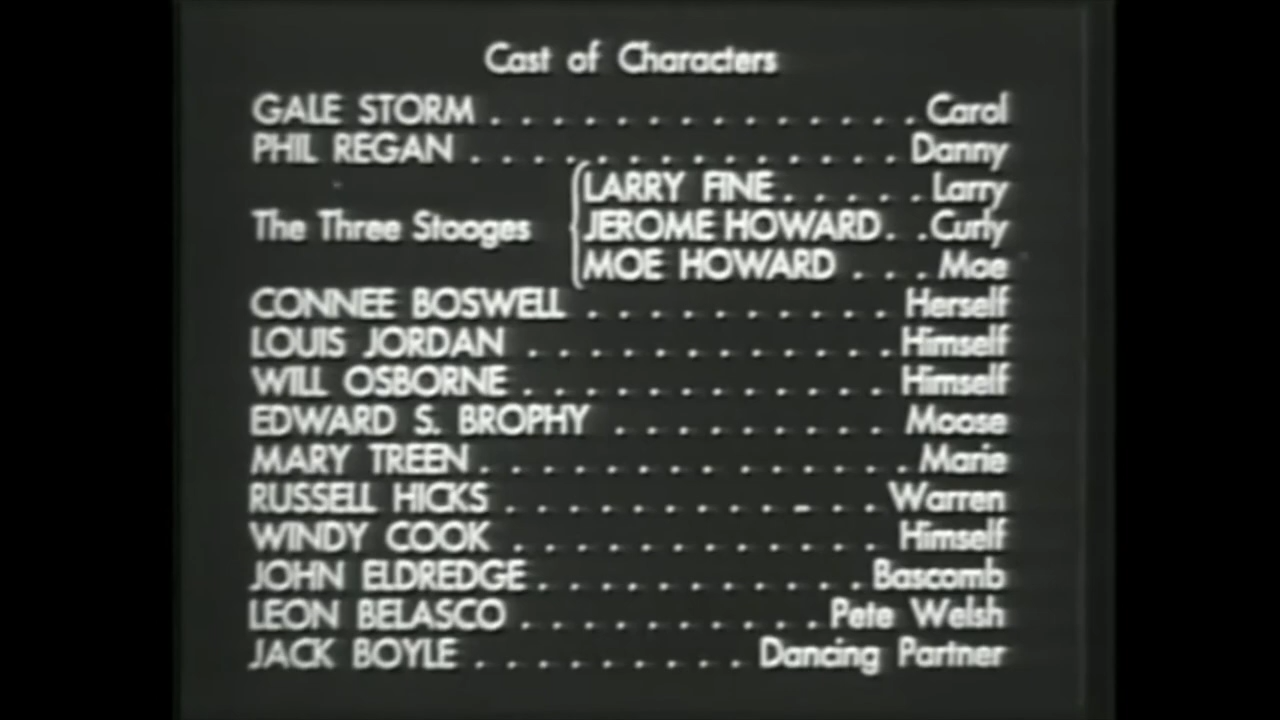 Cast of Characters
GALE STORM . . . . . . . . . . . . . . Carol
PHIL REGAN . . . . . . . . . . . . . . Danny
LARRY FINE . . . . . Larry
The Three Stooges JEROME HOWARD . . Curly
MOE HOWARD . . . Moe
CONNEE BOSWELL . . . . . . . . . . Herself
LOUIS JORDAN . . . . . . . . . . . . Himself
WILL OSBORNE . . . . . . . . . . . . Himself
EDWARD S. BROPHY . . . . . . . . . Moose
MARY TREEN . . . . . . . . . . . . . . Marie
RUSSELL HICKS . . . . . . . . . . . . Warren
WINDY COOK . . . . . . . . . . . . Himself
JOHN ELDREDGE . . . . . . . . . . . Bascomb
LEON BELASCO . . . . . . . . . . Pete Welsh
JACK BOYLE . . . . . . . . . Dancing Partner